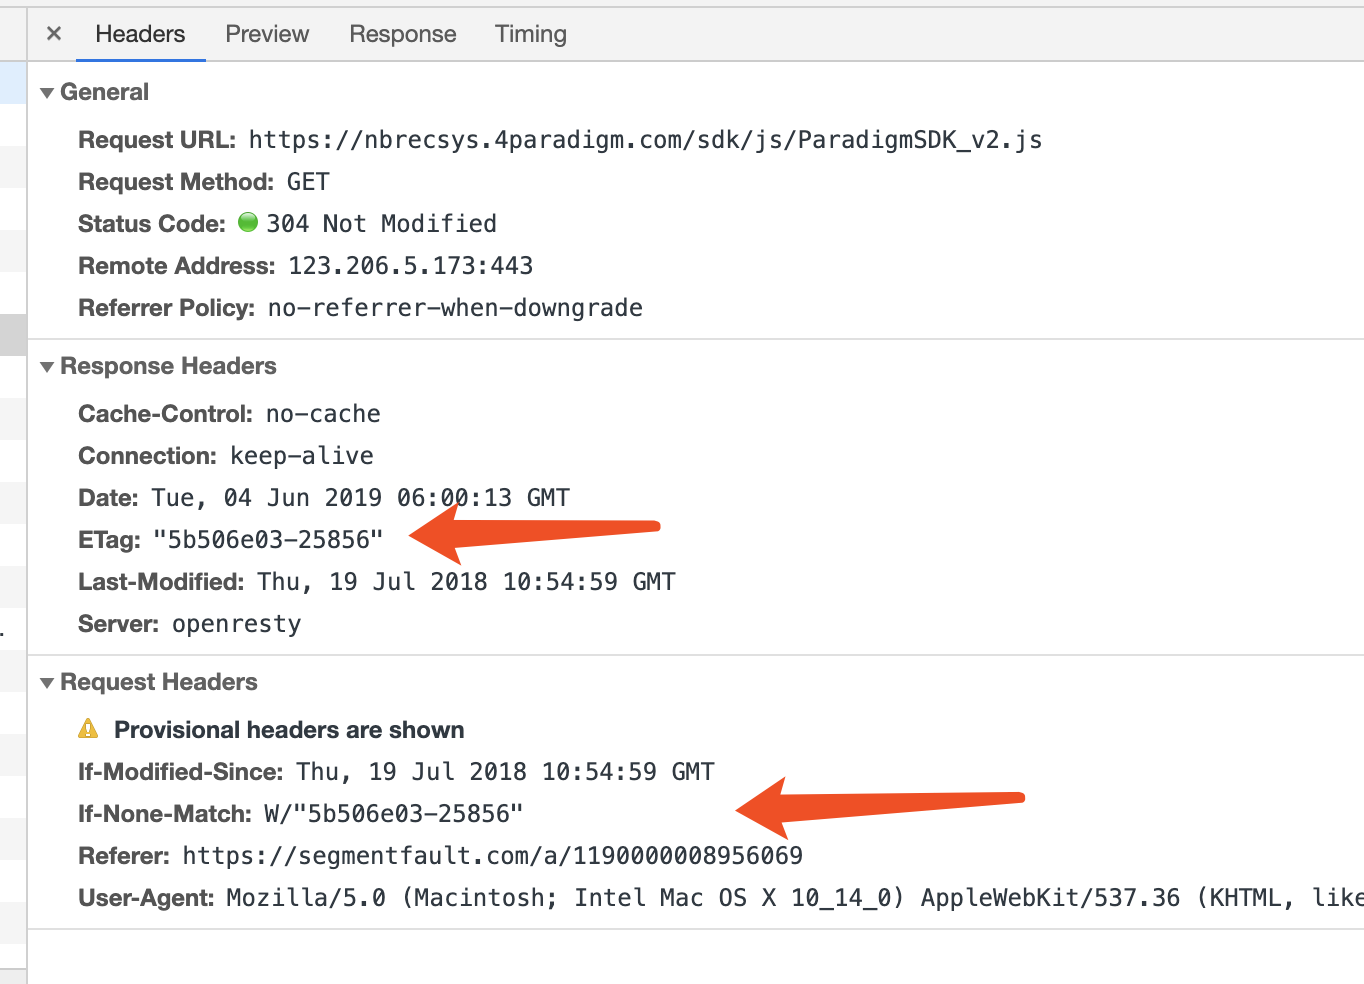 × Headers Preview Response Timing
▼ General
Request URL: https://nbrecsys.4paradigm.com/sdk/js/ParadigmSDK_v2.js
Request Method: GET
Status Code: 304 Not Modified
Remote Address: 123.206.5.173:443
Referrer Policy: no-referrer-when-downgrade
▼ Response Headers
Cache-Control: no-cache
Connection: keep-alive
Date: Tue, 04 Jun 2019 06:00:13 GMT
ETag: "5b506e03-25856"
Last-Modified: Thu, 19 Jul 2018 10:54:59 GMT
Server: openresty
▼ Request Headers
Provisional headers are shown
If-Modified-Since: Thu, 19 Jul 2018 10:54:59 GMT
If-None-Match: W/"5b506e03-25856"
Referer: https://segmentfault.com/a/1190000008956069
User-Agent: Mozilla/5.0 (Macintosh; Intel Mac OS X 10_14_0) AppleWebKit/537.36 (KHTML, like